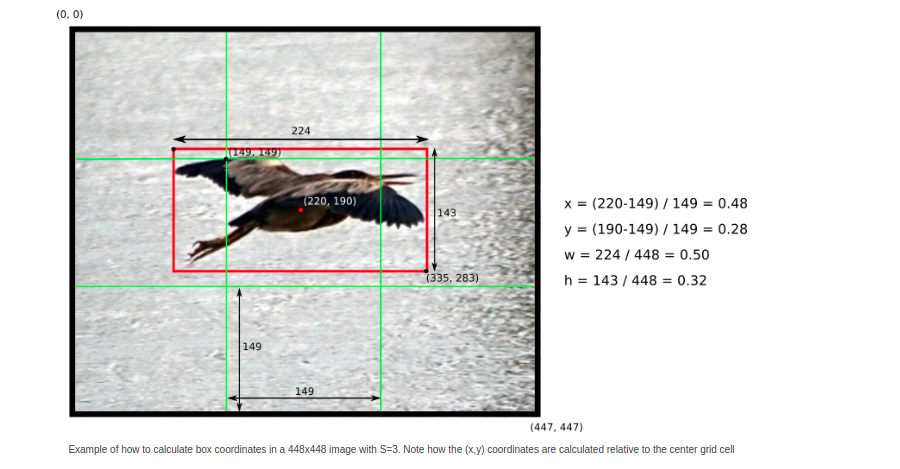 (0, 0)
224
(149, 149)
(220, 190)
x = (220-149) / 149 = 0.48
143
y = (190-149) / 149 = 0.28
w = 224 / 448 = 0.50
(335, 283)
h = 143 / 448 = 0.32
149
149
(447, 447)
Example of how to calculate box coordinates in a 448x448 image with S=3. Note how the (x,y) coordinates are calculated relative to the center grid cell